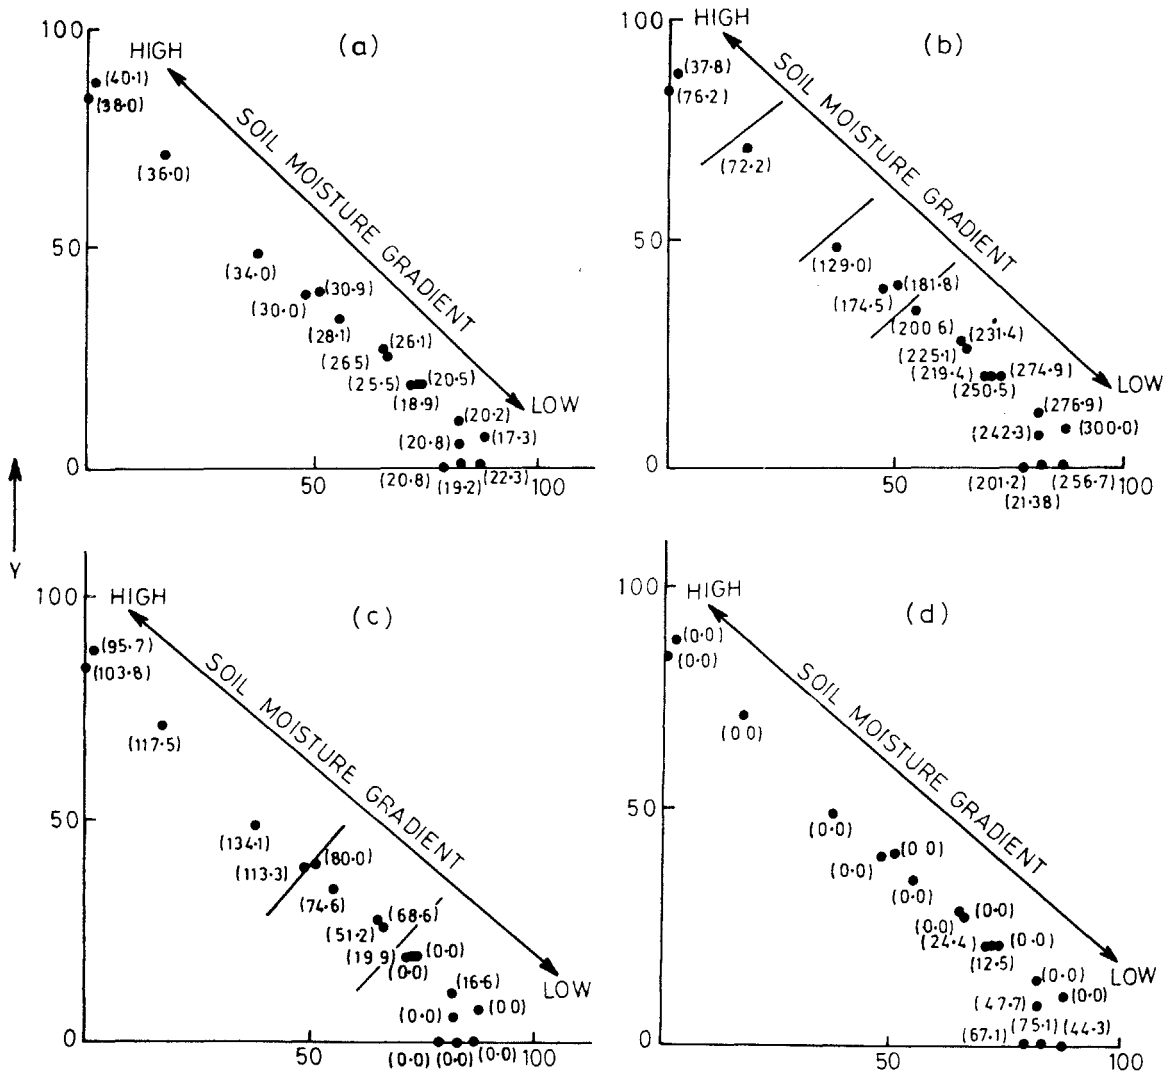 (a)
100
HIGH
(40·1)
(38·0)
SOIL MOISTURE GRADIENT
(36·0)
50
(34·0)
(30·9)
(30·0)
(28·1)
(26·1)
(265)
(25·5) (20·5)
(18·9)
LOW
(20·2)
(20·8) (17·3)
0
(20·8) (19·2) (22·3)
50
100
(b)
100
HIGH
(37·8)
(76·2)
SOIL MOISTURE GRADIENT
(72·2)
50
(129·0)
(181·8)
(174·5)
(200 6) (231·4)
(225·1)
(219·4) (274·9)
(250·5)
LOW
(276·9)
(242·3) (300·0)
0
50
(201·2) (256·7) 100
(21·38)
Y
(c)
100
HIGH
(95·7)
(103·8)
SOIL MOISTURE GRADIENT
(117·5)
50
(134·1)
(80·0)
(113·3)
(74·6)
(68·6)
(51·2)
(19 9) (0·0)
(0·0)
LOW
(16·6)
(0·0) (0 0)
0
50
(0·0) (0·0) (0·0) 100
(d)
100
HIGH
(0·0)
(0·0)
SOIL MOISTURE GRADIENT
(0 0)
50
(0·0)
(0 0)
(0·0)
(0·0)
(0·0)
(0·0)
(24·4) (0·0)
(12·5)
LOW
(0·0)
(47·7) (0·0)
0
(67·1) (75·1) (44·3)
50
100